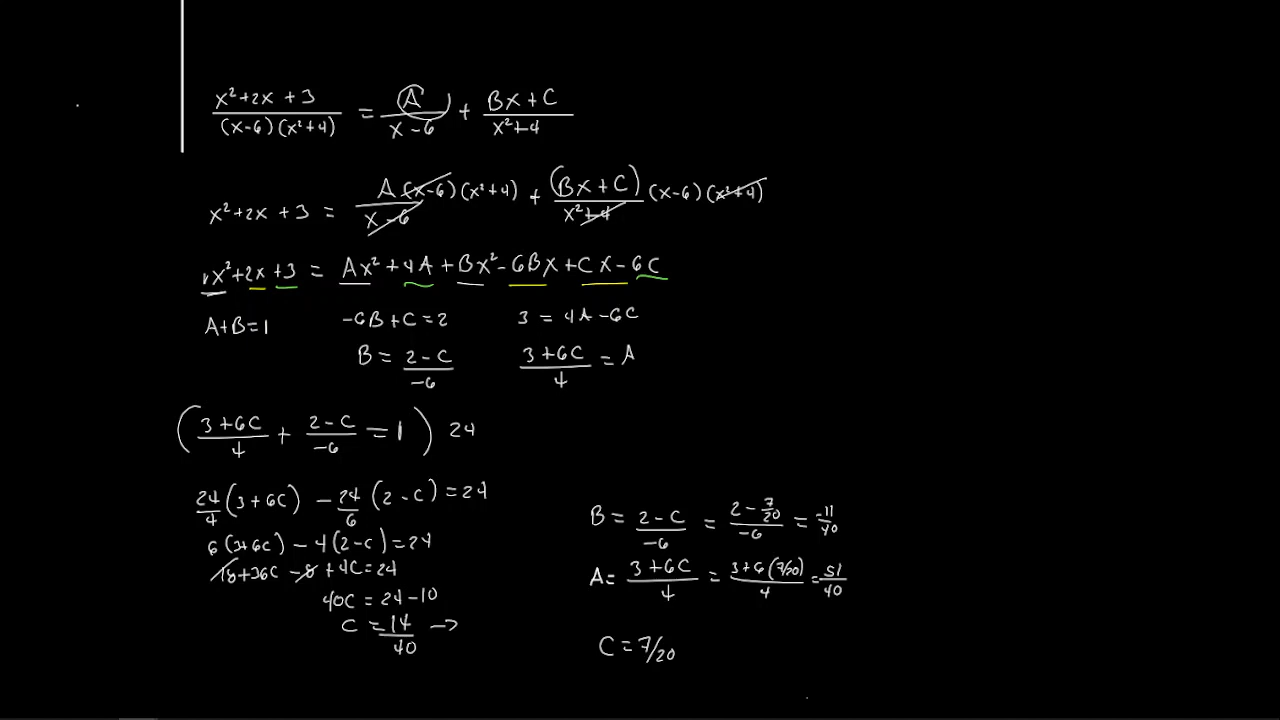 x²+2x+3/(x-6)(x²+4) = A/x-6 + Bx+C/x²+4
x²+2x+3 = A(x-6)(x²+4)/x-6 + (Bx+C)(x-6)(x²+4)/x²+4
1x²+2x+3 = Ax²+4A+Bx²-6Bx+Cx-6C
A+B=1 -6B+C=2 3=4A-6C
B=2-C/-6 3+6C/4=A
(3+6C/4 + 2-C/-6 = 1) 24
24/4(3+6C) - 24/6(2-C)=24
6(3+6C)-4(2-C)=24
18+36C-8+4C=24
40C=24-10
C=14/40 →
B=2-C/-6 = 2-7/20/-6 = -11/40
A=3+6C/4 = 3+6(7/20)/4 = 51/40
C=7/20